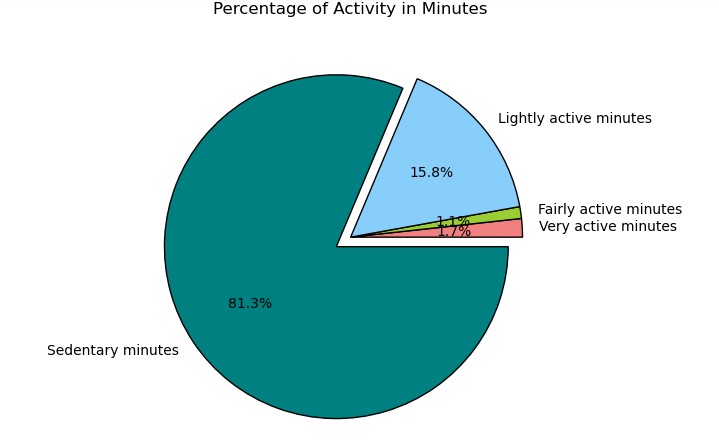 Percentage of Activity in Minutes
Lightly active minutes
15.8%
Fairly active minutes
1.1%
Very active minutes
1.7%
81.3%
Sedentary minutes